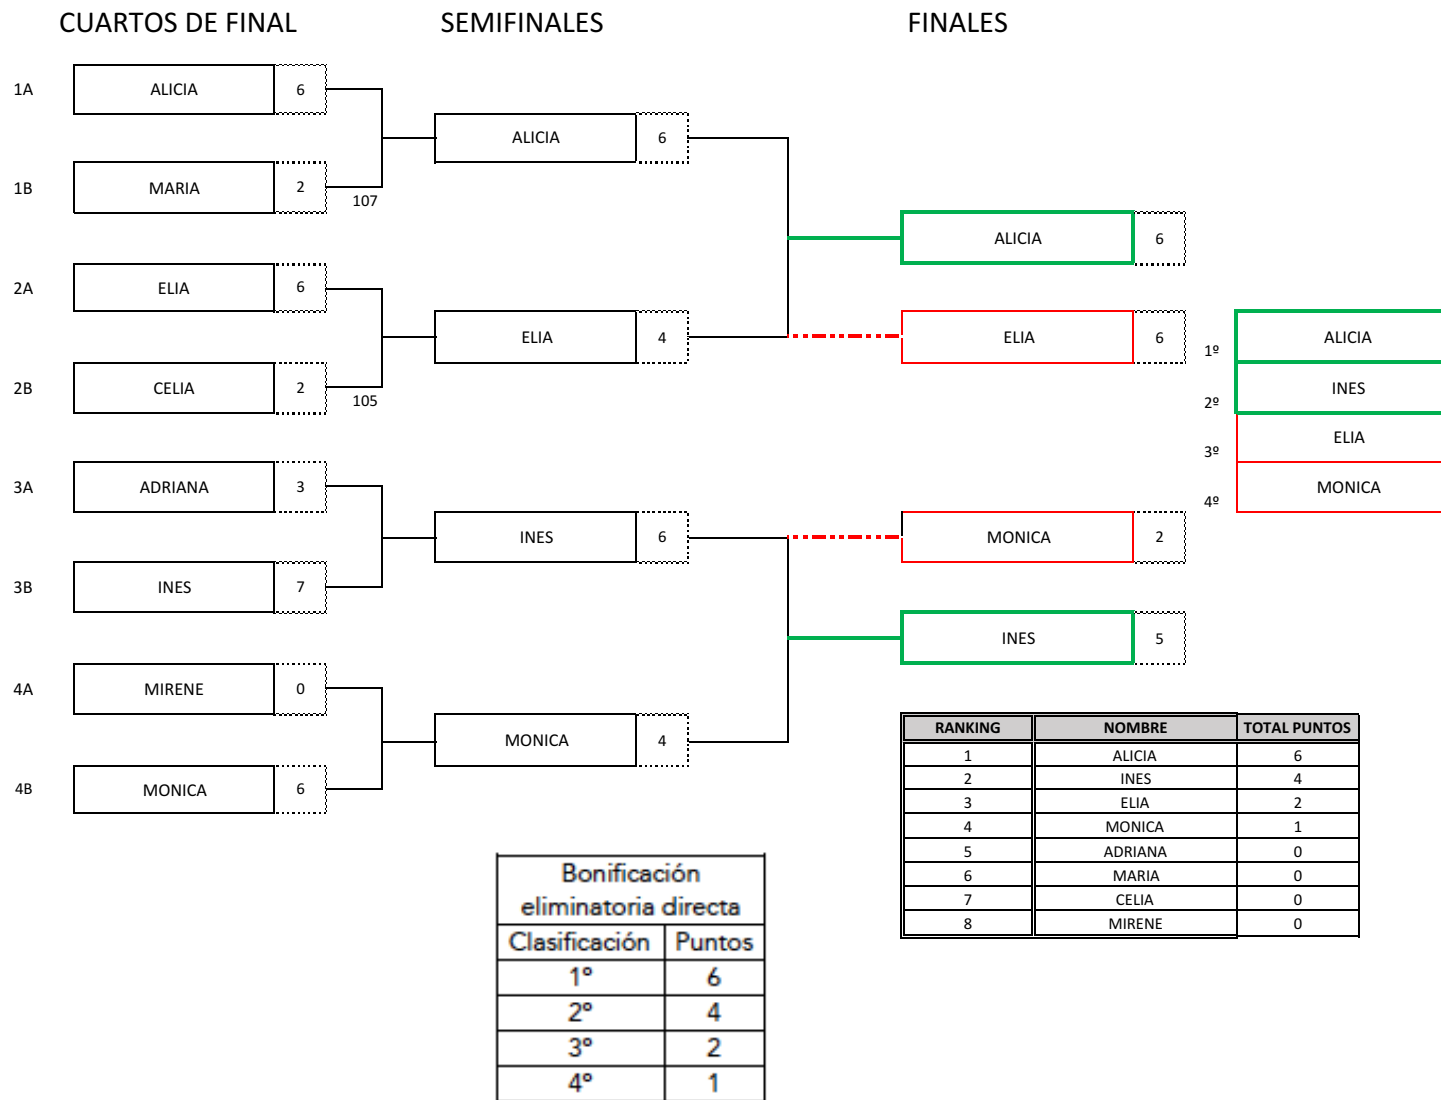 CUARTOS DE FINAL SEMIFINALES FINALES
1A ALICIA 6
ALICIA 6
1B MARIA 2
107
ALICIA 6
2A ELIA 6
ELIA 4
ELIA 6
1º ALICIA
2B CELIA 2
105
2º INES
3º ELIA
3A ADRIANA 3
4º MONICA
INES 6
MONICA 2
3B INES 7
INES 5
4A MIRENE 0
MONICA 4
4B MONICA 6
RANKING NOMBRE TOTAL PUNTOS
1 ALICIA 6
2 INES 4
3 ELIA 2
4 MONICA 1
5 ADRIANA 0
6 MARIA 0
7 CELIA 0
8 MIRENE 0
Bonificación
eliminatoria directa
Clasificación Puntos
1º 6
2º 4
3º 2
4º 1